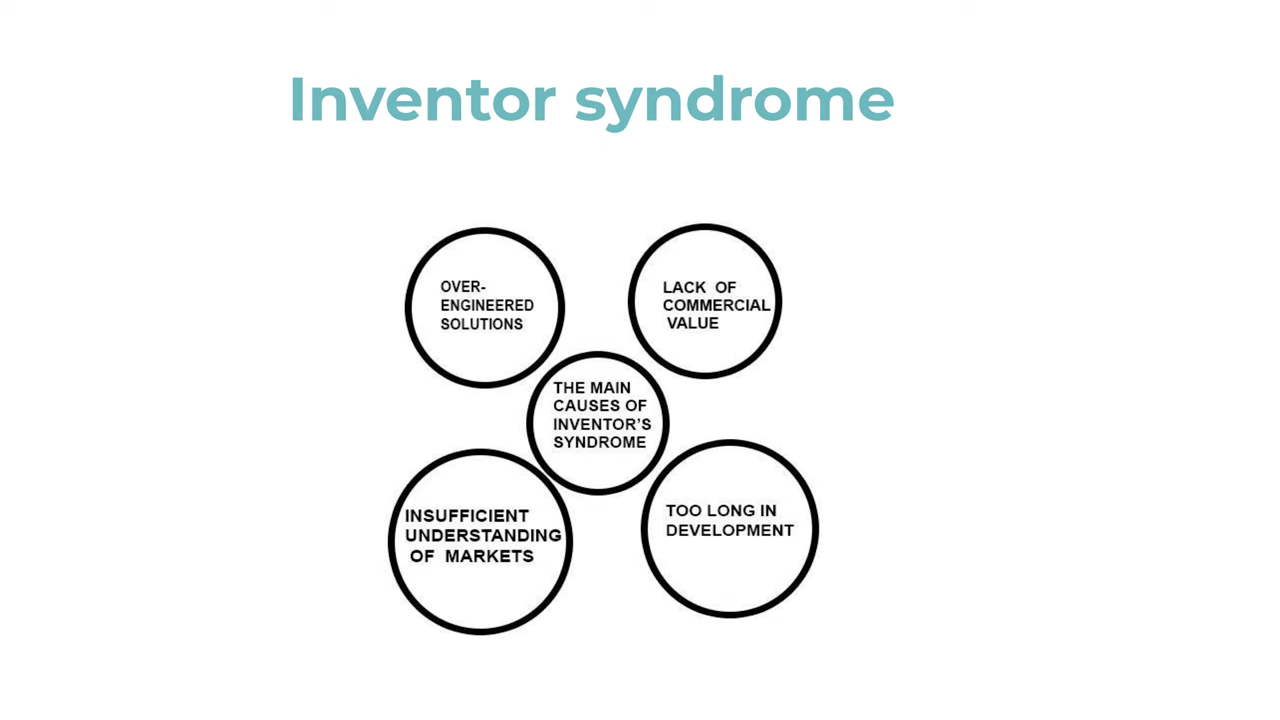 Inventor syndrome
OVER-
ENGINEERED
SOLUTIONS
LACK OF
COMMERCIAL
VALUE
THE MAIN
CAUSES OF
INVENTOR’S
SYNDROME
INSUFFICIENT
UNDERSTANDING
OF MARKETS
TOO LONG IN
DEVELOPMENT